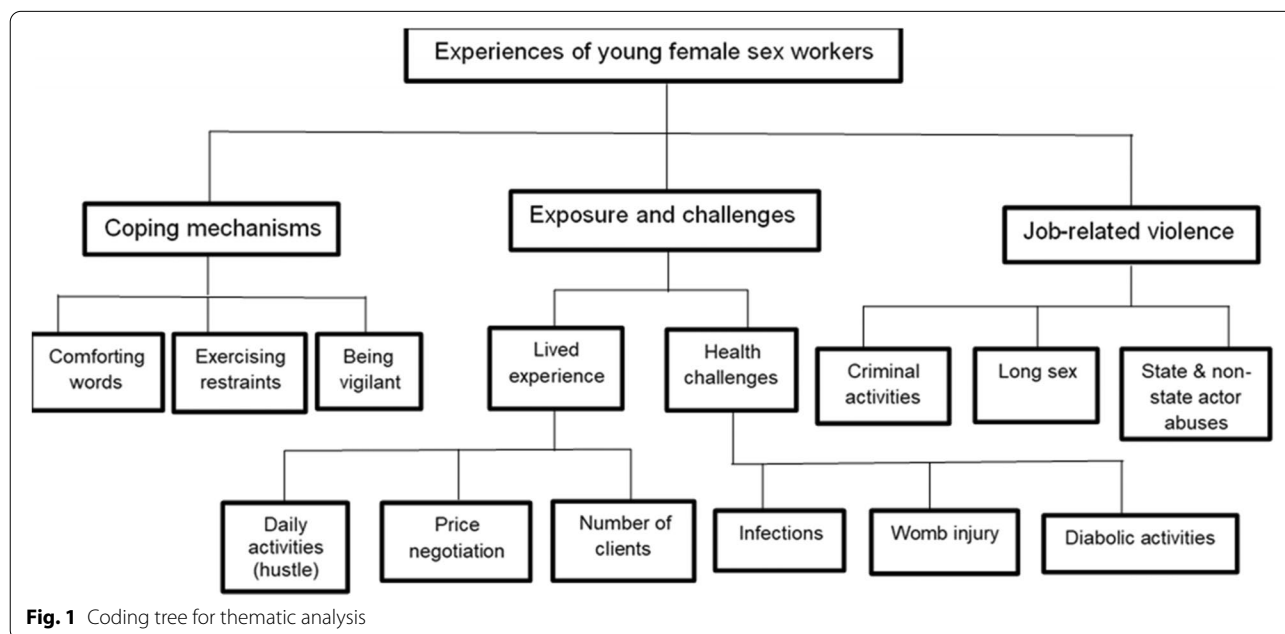 Experiences of young female sex workers
Coping mechanisms
Exposure and challenges
Job-related violence
Comforting
words
Exercising
restraints
Being
vigilant
Lived
experience
Health
challenges
Criminal
activities
Long sex
State & non-
state actor
abuses
Daily
activities
(hustle)
Price
negotiation
Number of
clients
Infections
Womb injury
Diabolic activities
Fig. 1 Coding tree for thematic analysis